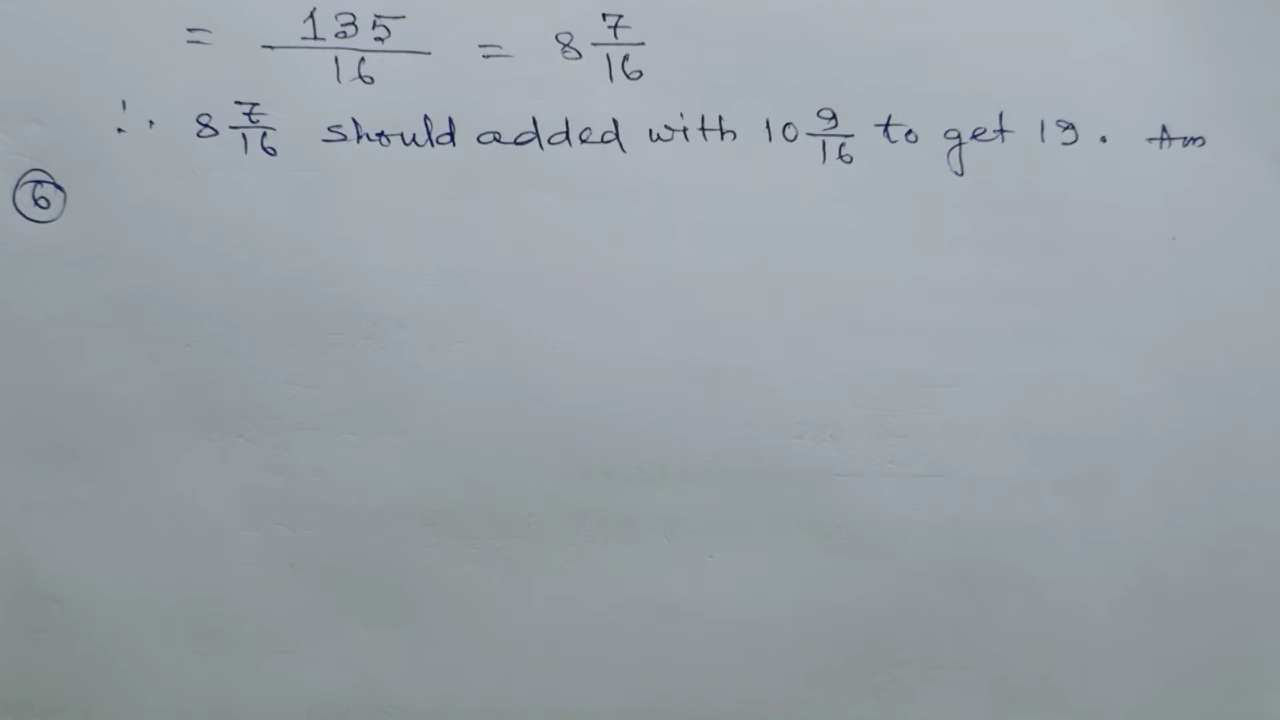 = 135/16 = 8 7/16
∴ 8 7/16 should added with 10 9/16 to get 19. Ans
6